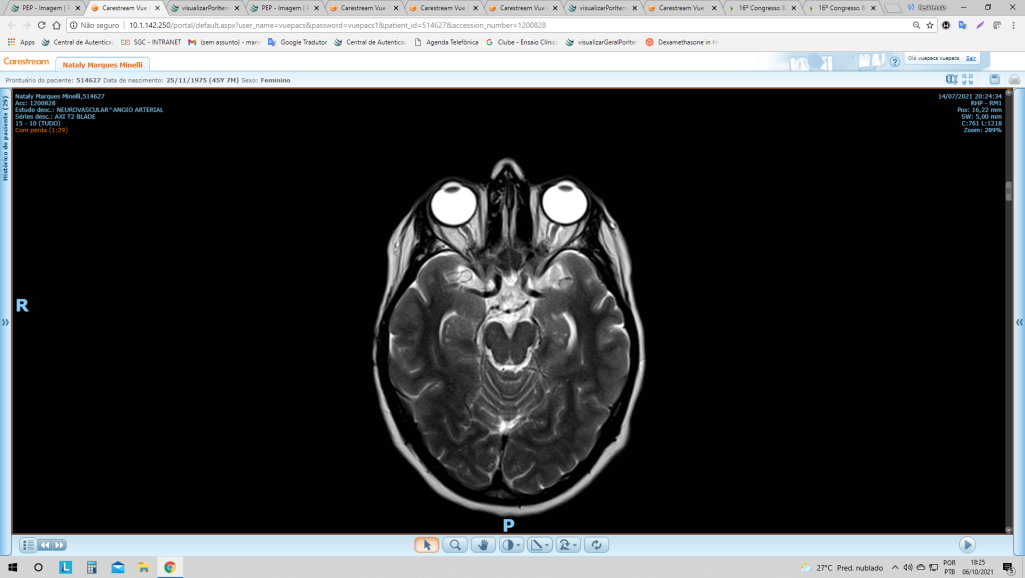 PEP - Imagem | F
Carestream Vue
visualizarPorItem
PEP - Imagem | F
Carestream Vue
Carestream Vue
Carestream Vue
visualizarPorItem
Carestream Vue
16º Congresso B
16º Congresso B
Não seguro | 10.1.142.250/portal/default.aspx?user_name=vuepacs&password=vuepacs1&patient_id=514627&accession_number=1200828
Apps
Central de Autentica
SGC - INTRANET
(sem assunto) - mana
Google Tradutor
Central de Autentica
Agenda Telefônica
Clube - Ensaio Clínic
visualizarGeralPorIter
Dexamethasone in H
Carestream
Nataly Marques Minelli
Olá vuepacs vuepacs Sair
Prontuário do paciente: 514627 Data de nascimento: 25/11/1975 (45Y 7M) Sexo: Feminino
Histórico do paciente (29)
Nataly Marques Minelli,514627
Acc: 1200828
Estudo desc.: NEUROVASCULAR^ANGIO ARTERIAL
Séries desc.: AXI T2 BLADE
15 - 10 (TUDO)
Com perda (1:29)
14/07/2021 20:24:34
RHP - RM1
Pos: 16,22 mm
SW: 5,00 mm
C:761 L:1218
Zoom: 289%
R
P
27°C Pred. nublado
POR
PTB
18:25
06/10/2021